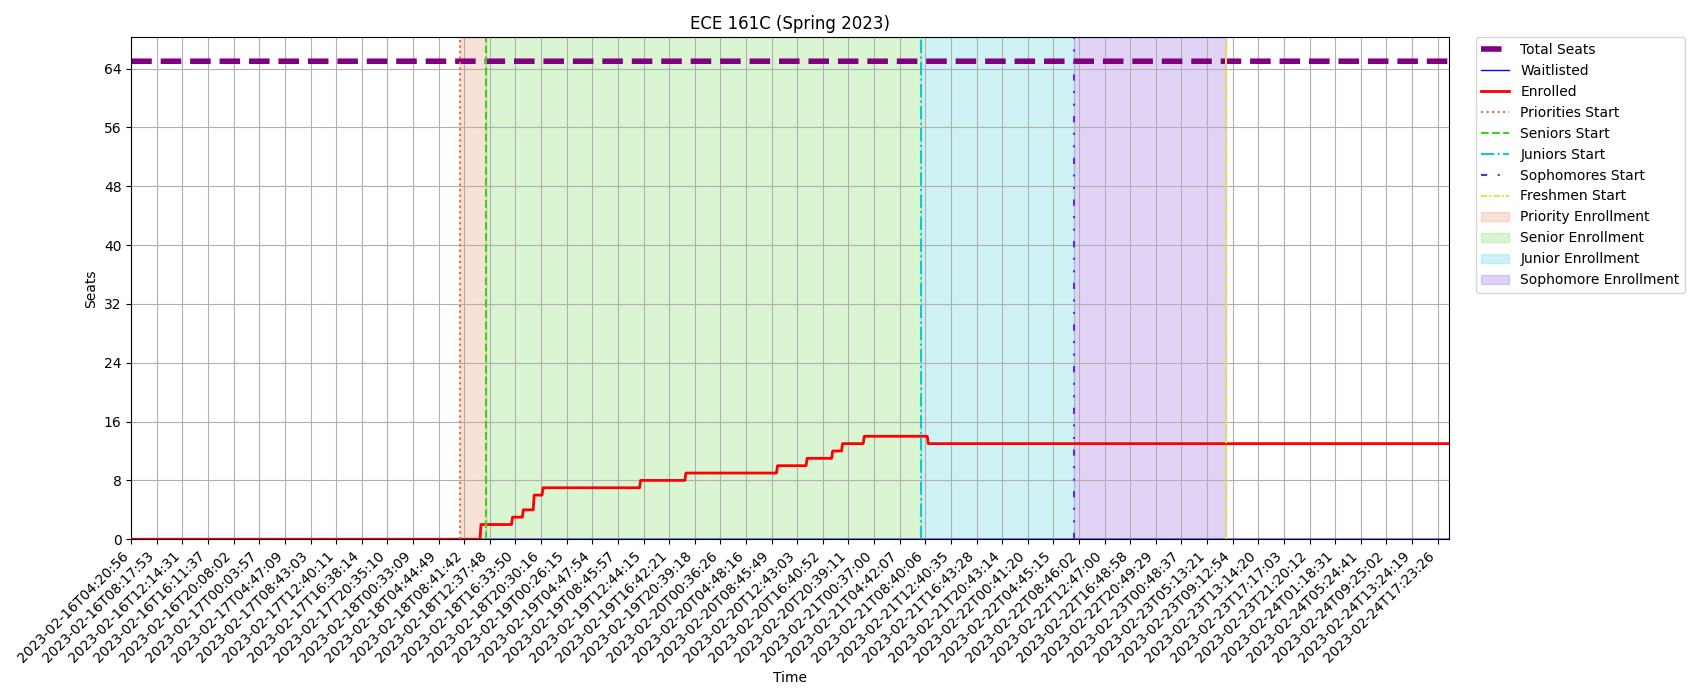 ECE 161C (Spring 2023)
Seats
64
56
48
40
32
24
16
8
0
2023-02-16T04:20:56
2023-02-16T08:17:53
2023-02-16T12:14:31
2023-02-16T16:11:37
2023-02-16T20:08:02
2023-02-17T00:03:57
2023-02-17T04:47:09
2023-02-17T08:43:03
2023-02-17T12:40:11
2023-02-17T16:38:14
2023-02-17T20:35:10
2023-02-18T00:33:09
2023-02-18T04:44:49
2023-02-18T08:41:42
2023-02-18T12:37:48
2023-02-18T16:33:50
2023-02-18T20:30:16
2023-02-19T00:26:15
2023-02-19T04:47:54
2023-02-19T08:45:57
2023-02-19T12:44:15
2023-02-19T16:42:21
2023-02-19T20:39:18
2023-02-20T00:36:26
2023-02-20T04:48:16
2023-02-20T08:45:49
2023-02-20T12:43:03
2023-02-20T16:40:52
2023-02-20T20:39:11
2023-02-21T00:37:00
2023-02-21T04:42:07
2023-02-21T08:40:06
2023-02-21T12:40:35
2023-02-21T16:43:28
2023-02-21T20:43:14
2023-02-22T00:41:20
2023-02-22T04:45:15
2023-02-22T08:46:02
2023-02-22T12:47:00
2023-02-22T16:48:58
2023-02-22T20:49:29
2023-02-23T00:48:37
2023-02-23T05:13:21
2023-02-23T09:12:54
2023-02-23T13:14:20
2023-02-23T17:17:03
2023-02-23T21:20:12
2023-02-24T01:18:31
2023-02-24T05:24:41
2023-02-24T09:25:02
2023-02-24T13:24:19
2023-02-24T17:23:26
Time
Total Seats
Waitlisted
Enrolled
Priorities Start
Seniors Start
Juniors Start
Sophomores Start
Freshmen Start
Priority Enrollment
Senior Enrollment
Junior Enrollment
Sophomore Enrollment